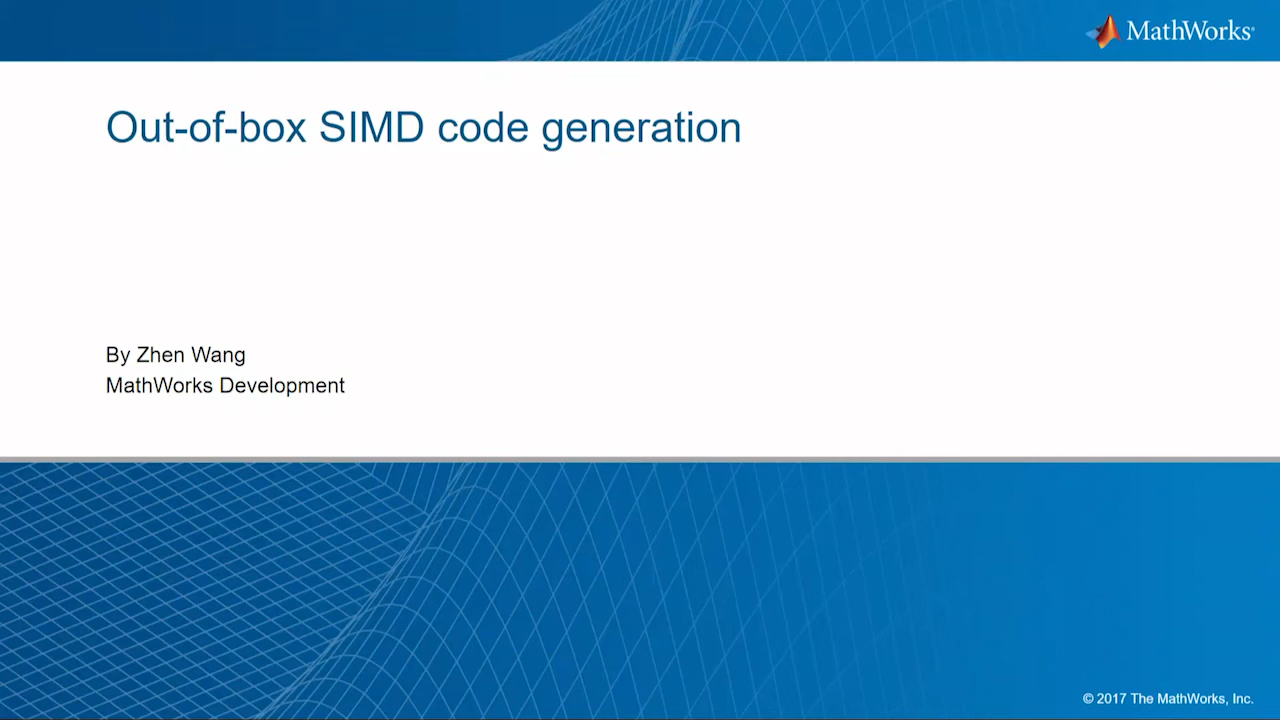 MathWorks®
Out-of-box SIMD code generation
By Zhen Wang
MathWorks Development
© 2017 The MathWorks, Inc.